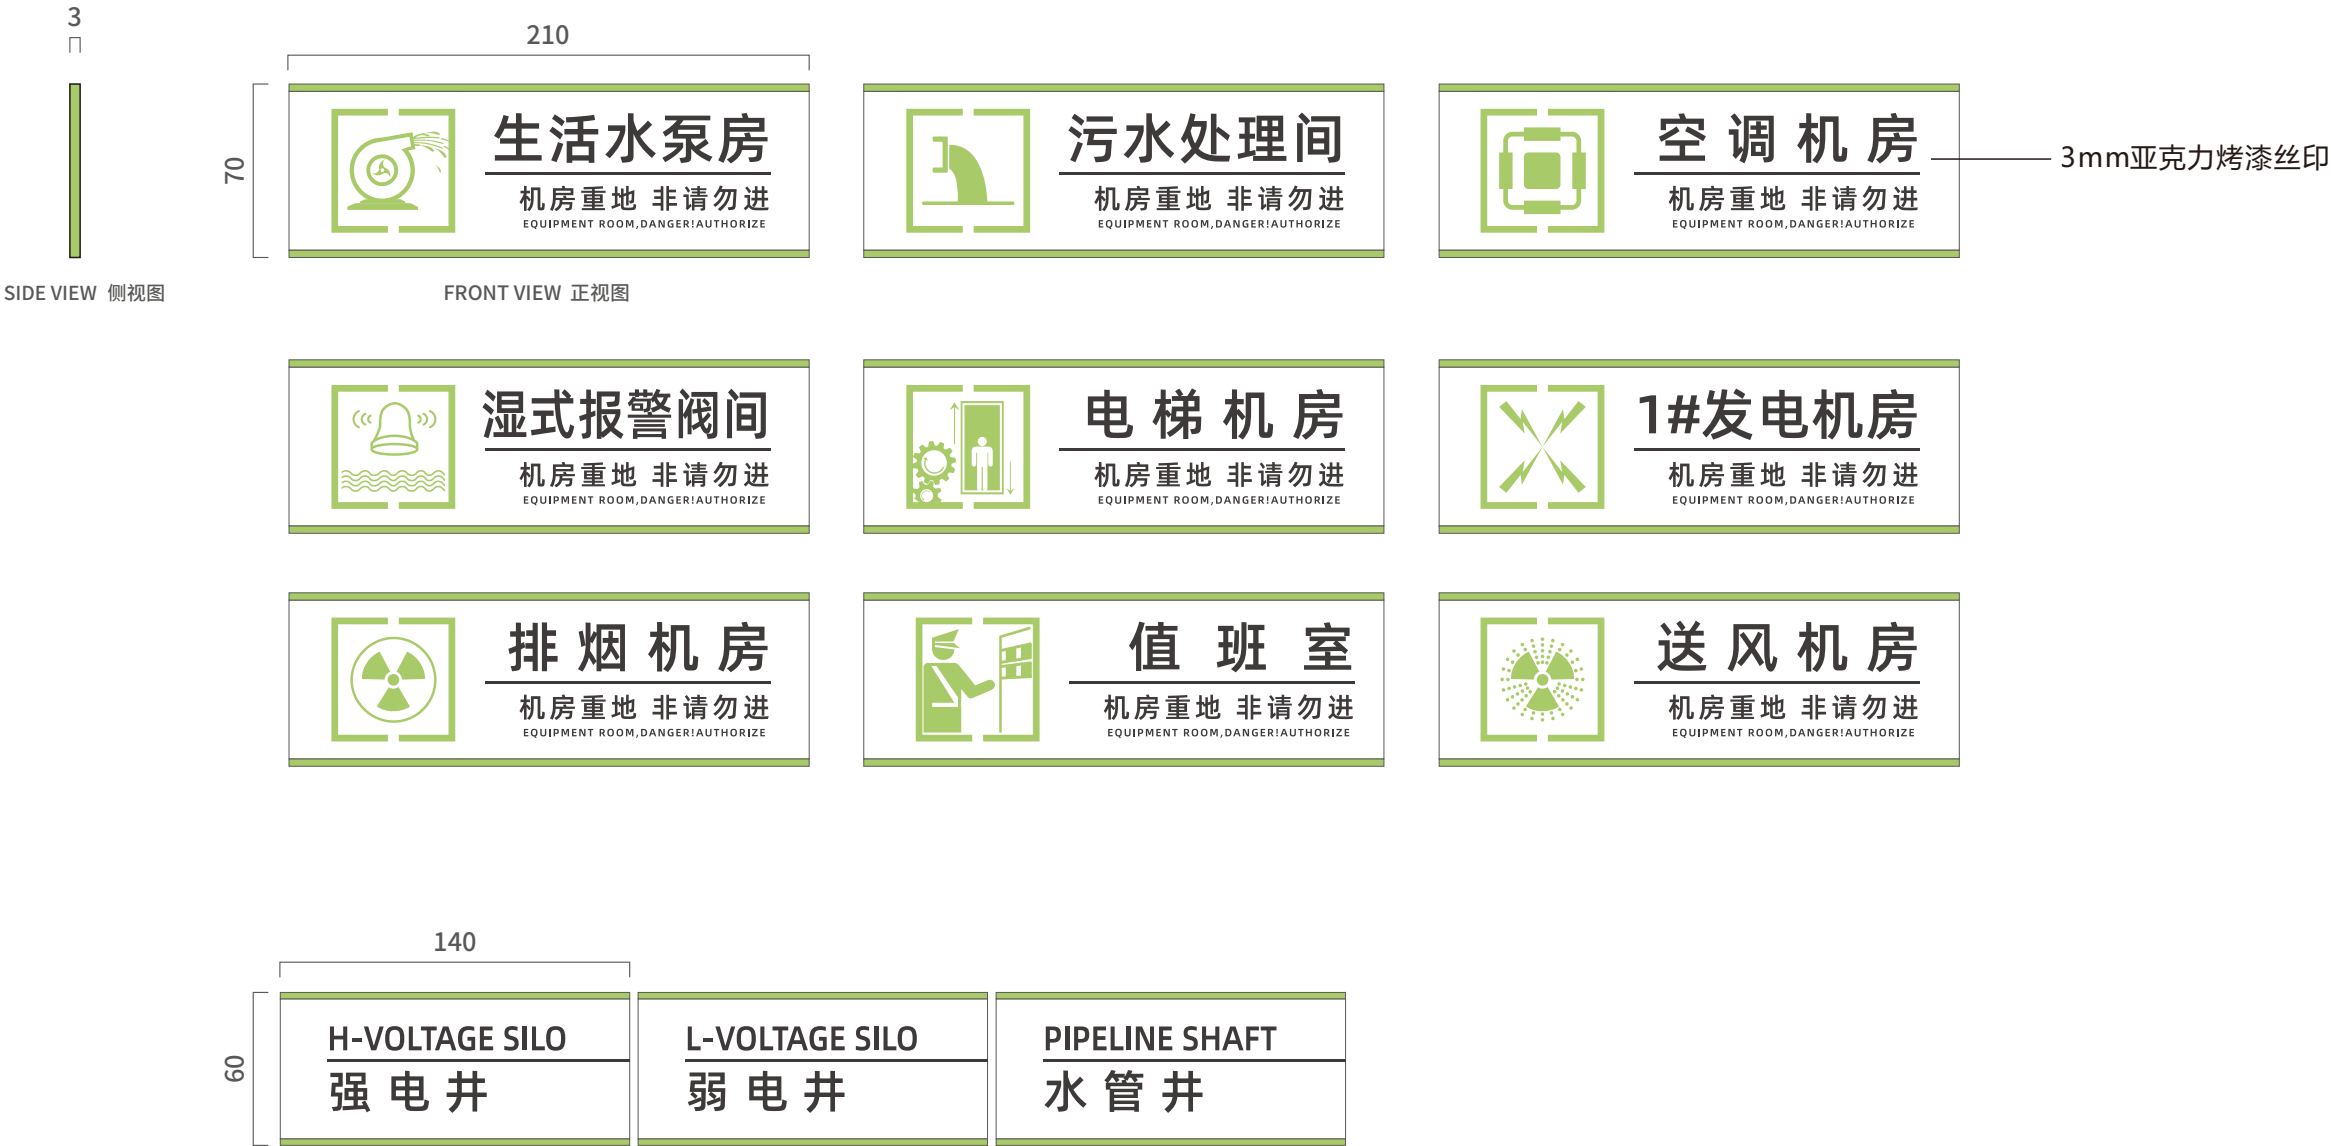 3
210
70
生活水泵房
机房重地 非请勿进
EQUIPMENT ROOM,DANGER!AUTHORIZE
污水处理间
机房重地 非请勿进
EQUIPMENT ROOM,DANGER!AUTHORIZE
空调机房
机房重地 非请勿进
EQUIPMENT ROOM,DANGER!AUTHORIZE
3mm亚克力烤漆丝印
SIDE VIEW 侧视图
FRONT VIEW 正视图
湿式报警阀间
机房重地 非请勿进
EQUIPMENT ROOM,DANGER!AUTHORIZE
电梯机房
机房重地 非请勿进
EQUIPMENT ROOM,DANGER!AUTHORIZE
1#发电机房
机房重地 非请勿进
EQUIPMENT ROOM,DANGER!AUTHORIZE
排烟机房
机房重地 非请勿进
EQUIPMENT ROOM,DANGER!AUTHORIZE
值班室
机房重地 非请勿进
EQUIPMENT ROOM,DANGER!AUTHORIZE
送风机房
机房重地 非请勿进
EQUIPMENT ROOM,DANGER!AUTHORIZE
140
60
H-VOLTAGE SILO
强电井
L-VOLTAGE SILO
弱电井
PIPELINE SHAFT
水管井